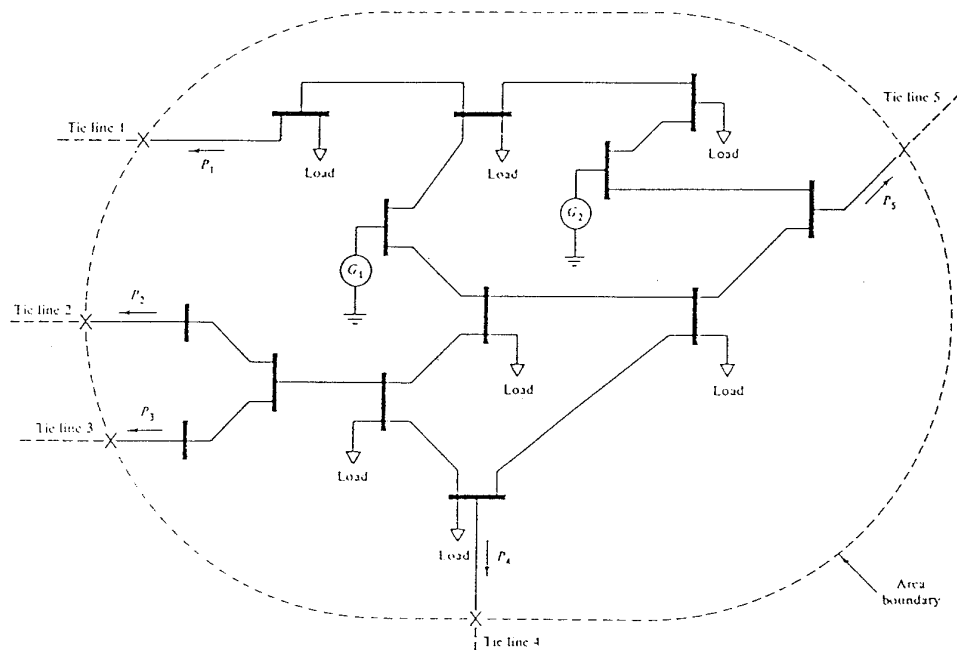 Tie line 5
Tie line 1
P₁
Load
Load
Load
P₅
G₂
G₁
P₂
Tie line 2
Load
Load
P₃
Tie line 3
Load
Load
P₄
Area
boundary
Tie line 4